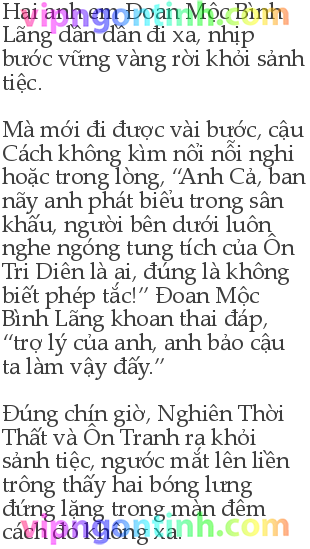 Hai anh em Đoan Mộc Bình
Lãng dần dần đi xa, nhịp
bước vững vàng rời khỏi sảnh
tiệc.
Mà mới đi được vài bước, cậu
Cách không kìm nổi nỗi nghi
hoặc trong lòng, “Anh Cả, ban
nãy anh phát biểu trong sân
khấu, người bên dưới luôn
nghe ngóng tung tích của Ôn
Tri Diên là ai, đúng là không
biết phép tắc!” Đoan Mộc
Bình Lãng khoan thai đáp,
“trợ lý của anh, anh bảo cậu
ta làm vậy đấy.”
Đúng chín giờ, Nghiên Thời
Thất và Ôn Tranh ra khỏi
sảnh tiệc, ngước mắt lên liền
trông thấy hai bóng lưng
đứng lặng trong màn đêm
cách đó không xa.
vipngontinh.com
vipngontinh.com